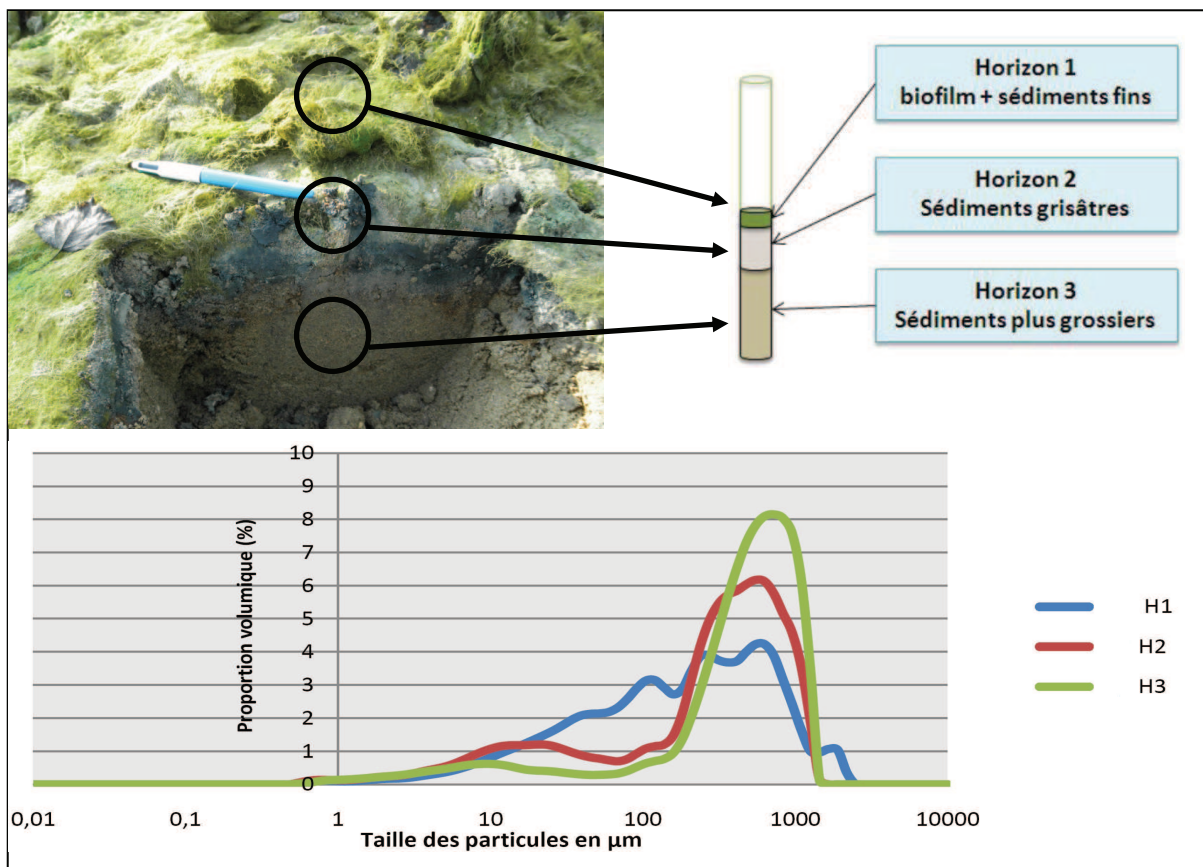 Horizon 1
biofilm + sédiments fins
Horizon 2
Sédiments grisâtres
Horizon 3
Sédiments plus grossiers
10
9
8
7
6
5
4
3
2
1
0
Proportion volumique (%)
0,01 0,1 1 10 100 1000 10000
Taille des particules en µm
H1
H2
H3